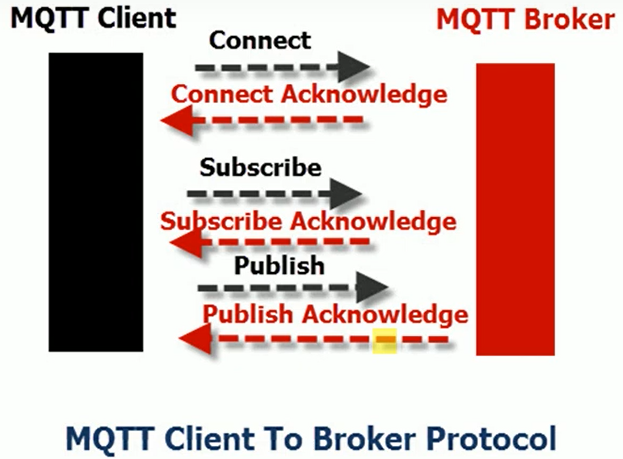 MQTT Client
MQTT Broker
Connect
Connect Acknowledge
Subscribe
Subscribe Acknowledge
Publish
Publish Acknowledge
MQTT Client To Broker Protocol